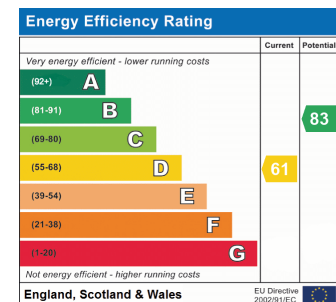 Energy Efficiency Rating
Current Potential
Very energy efficient - lower running costs
(92+) A
(81-91) B
83
(69-80) C
(55-68) D
61
(39-54) E
(21-38) F
(1-20) G
Not energy efficient - higher running costs
England, Scotland & Wales
EU Directive
2002/91/EC